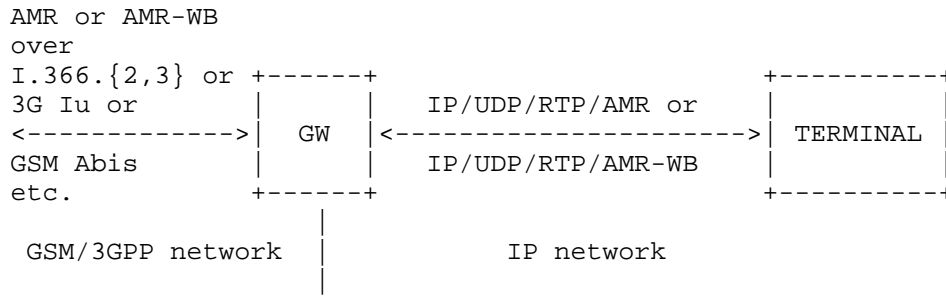 AMR or AMR-WB
over
I.366.{2,3} or +------+ +----------+
3G Iu or | | IP/UDP/RTP/AMR or | |
<------------->| GW |<---------------------->| TERMINAL |
GSM Abis | | IP/UDP/RTP/AMR-WB | |
etc. +------+ +----------+
|
GSM/3GPP network | IP network
|